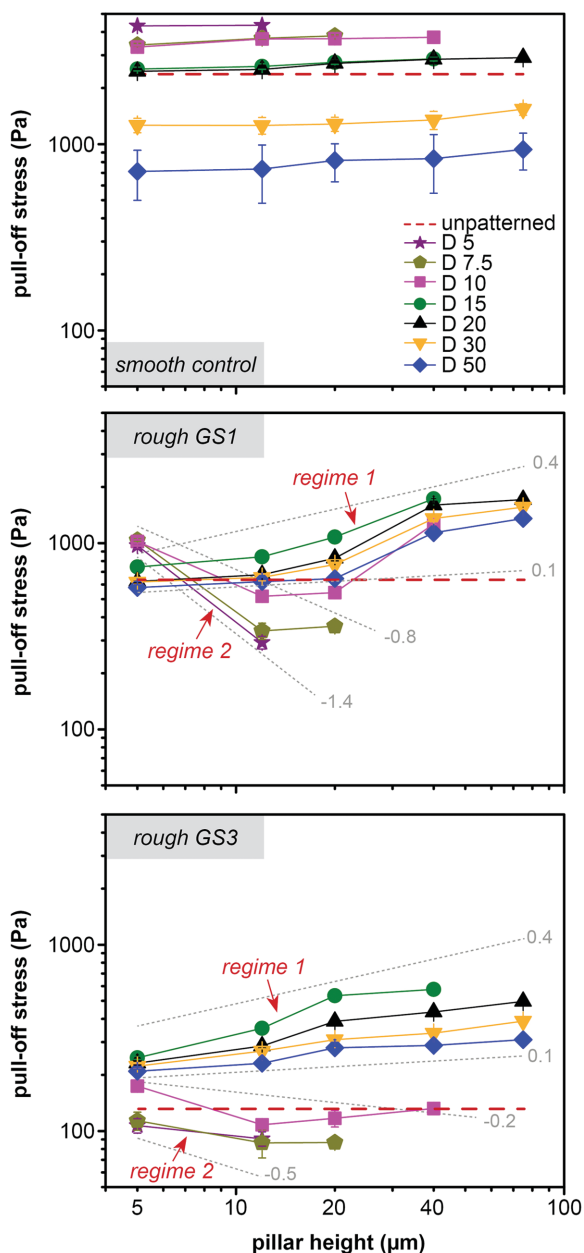 pull-off stress (Pa)
1000
100
unpatterned
D 5
D 7.5
D 10
D 15
D 20
D 30
D 50
smooth control
pull-off stress (Pa)
rough GS1
1000
100
regime 1
regime 2
0.4
0.1
-0.8
-1.4
pull-off stress (Pa)
rough GS3
1000
100
regime 1
regime 2
0.4
0.1
-0.2
-0.5
5 10 20 40 80 100
pillar height (µm)